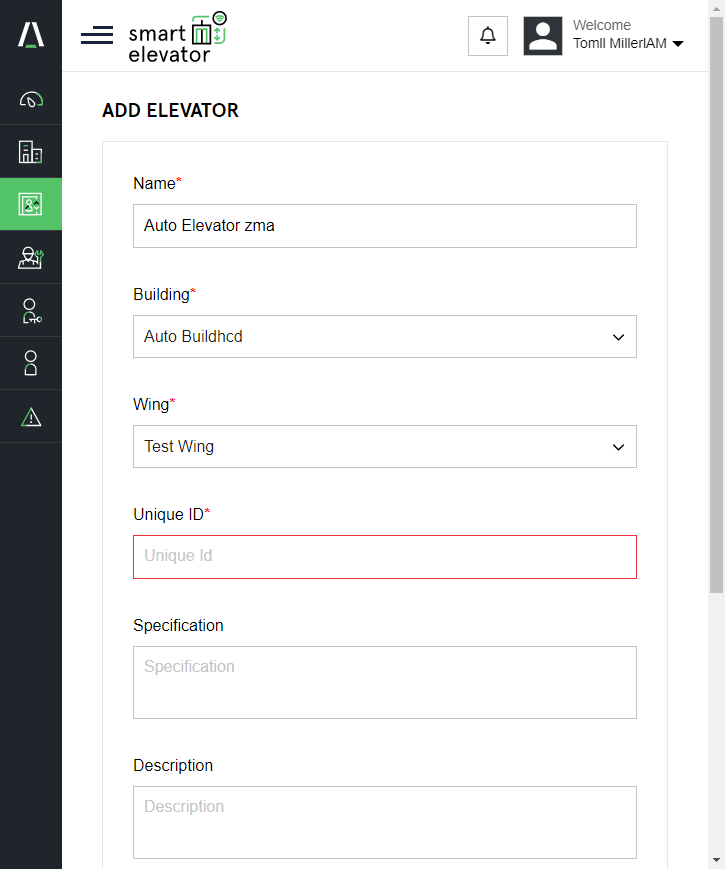 smart
elevator
Welcome
Tomll MillerIAM
ADD ELEVATOR
Name*
Auto Elevator zma
Building*
Auto Buildhcd
Wing*
Test Wing
Unique ID*
Unique Id
Specification
Specification
Description
Description